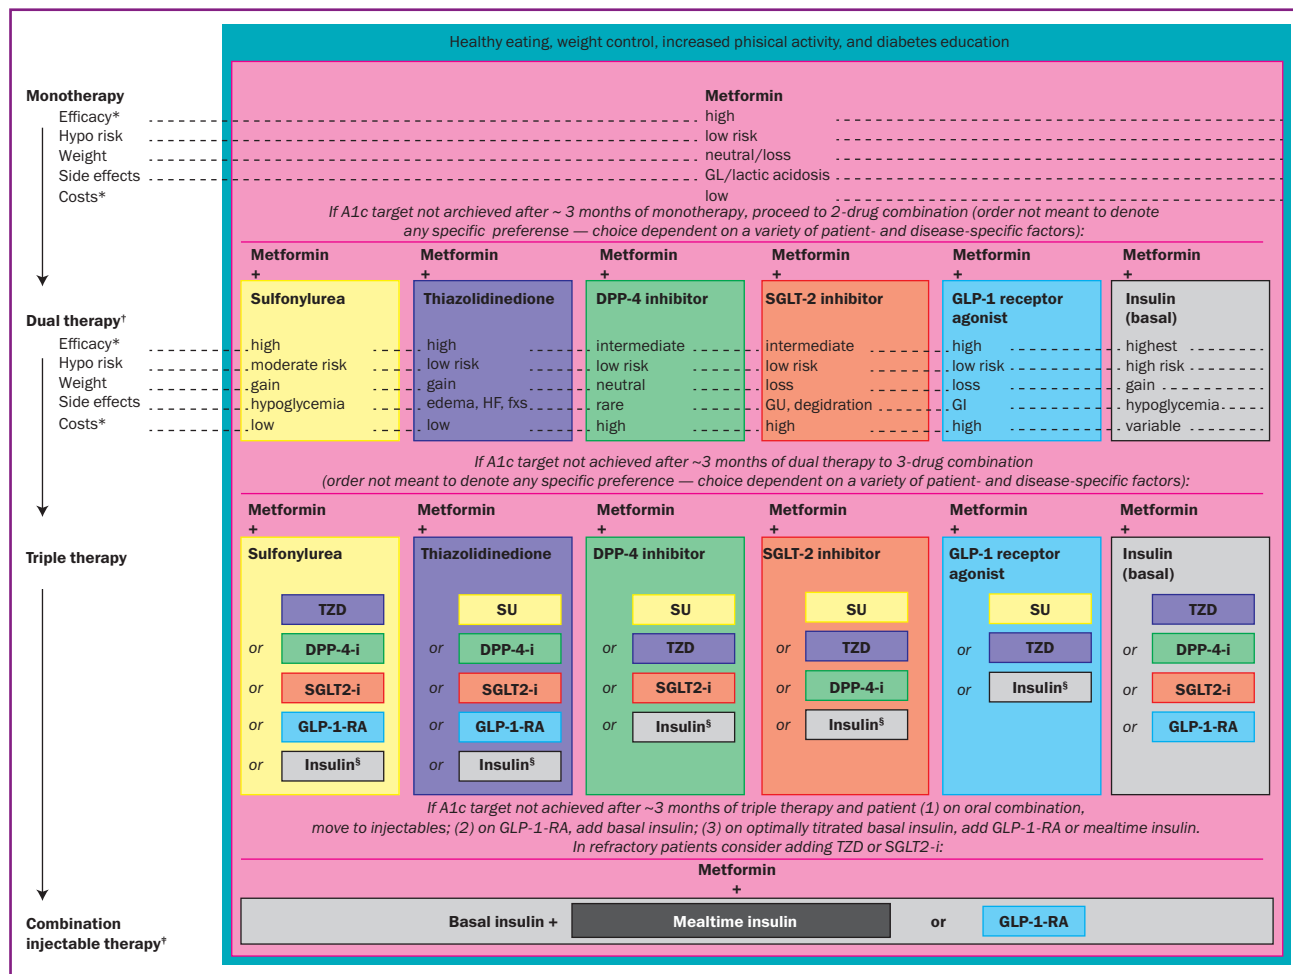 Healthy eating, weight control, increased phisical activity, and diabetes education
Monotherapy Metformin
Efficacy* high
Hypo risk low risk
Weight neutral/loss
Side effects GL/lactic acidosis
Costs* low
If A1c target not archieved after ~ 3 months of monotherapy, proceed to 2-drug combination (order not meant to denote
any specific preferense — choice dependent on a variety of patient- and disease-specific factors):
Metformin Metformin Metformin Metformin Metformin Metformin
+ + + + + +
Sulfonylurea Thiazolidinedione DPP-4 inhibitor SGLT-2 inhibitor GLP-1 receptor Insulin
agonist (basal)
Dual therapy†
Efficacy* high high intermediate intermediate high highest
Hypo risk moderate risk low risk low risk low risk low risk high risk
Weight gain gain neutral loss loss gain
Side effects hypoglycemia edema, HF, fxs rare GU, degidration GI hypoglycemia
Costs* low low high high high variable
If A1c target not achieved after ~3 months of dual therapy to 3-drug combination
(order not meant to denote any specific preference — choice dependent on a variety of patient- and disease-specific factors):
Metformin Metformin Metformin Metformin Metformin Metformin
+ + + + + +
Triple therapy Sulfonylurea Thiazolidinedione DPP-4 inhibitor SGLT-2 inhibitor GLP-1 receptor Insulin
agonist (basal)
TZD SU SU SU SU TZD
or DPP-4-i or DPP-4-i or TZD or TZD or TZD or DPP-4-i
or SGLT2-i or SGLT2-i or SGLT2-i or DPP-4-i or Insulin§ or SGLT2-i
or GLP-1-RA or GLP-1-RA or Insulin§ or Insulin§ or GLP-1-RA
or Insulin§ or Insulin§
If A1c target not achieved after ~3 months of triple therapy and patient (1) on oral combination,
move to injectables; (2) on GLP-1-RA, add basal insulin; (3) on optimally titrated basal insulin, add GLP-1-RA or mealtime insulin.
In refractory patients consider adding TZD or SGLT2-i:
Metformin
+
Combination
injectable therapy†
Basal insulin + Mealtime insulin or GLP-1-RA